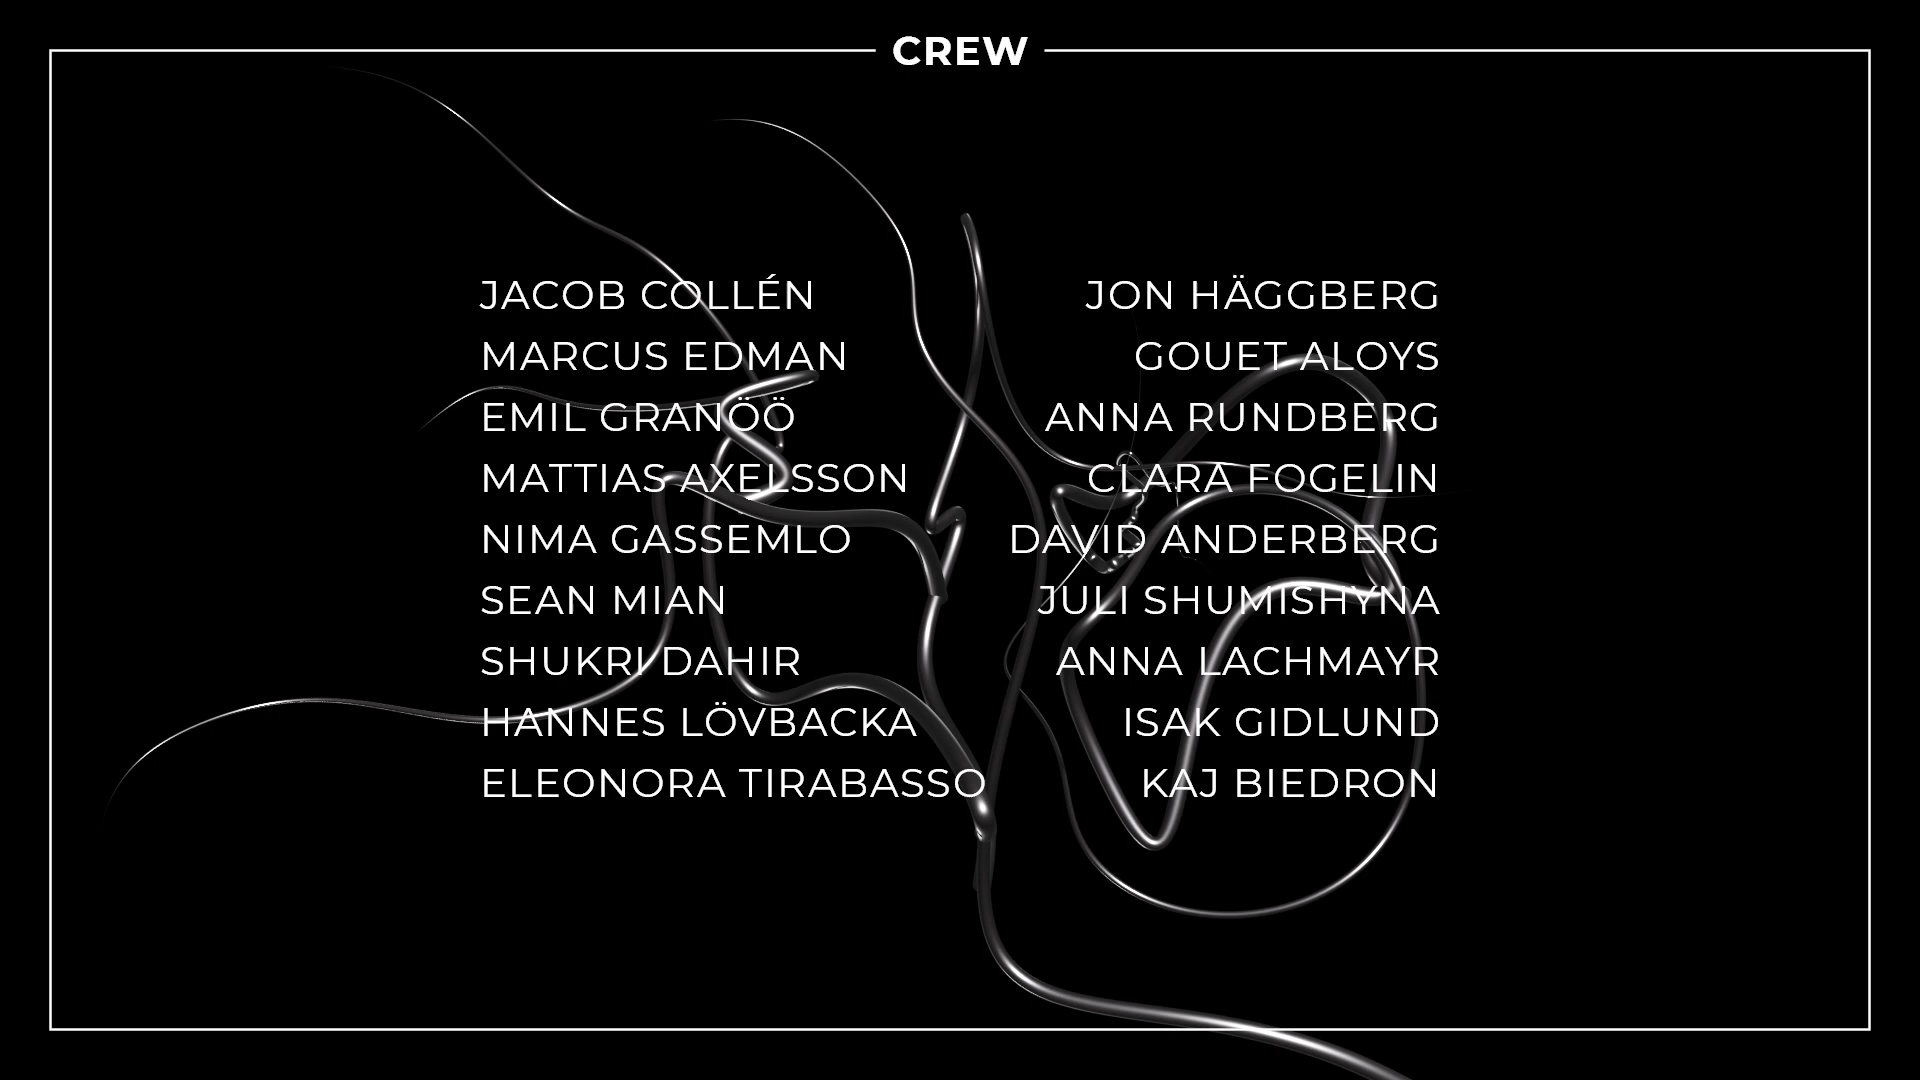 CREW
JACOB COLLÉN
MARCUS EDMAN
EMIL GRANÖÖ
MATTIAS AXELSSON
NIMA GASSEMLO
SEAN MIAN
SHUKRI DAHIR
HANNES LÖVBACKA
ELEONORA TIRABASSO
JON HÄGGBERG
GOUET ALOYS
ANNA RUNDBERG
CLARA FOGELIN
DAVID ANDERBERG
JULI SHUMISHYNA
ANNA LACHMAYR
ISAK GIDLUND
KAJ BIEDRON